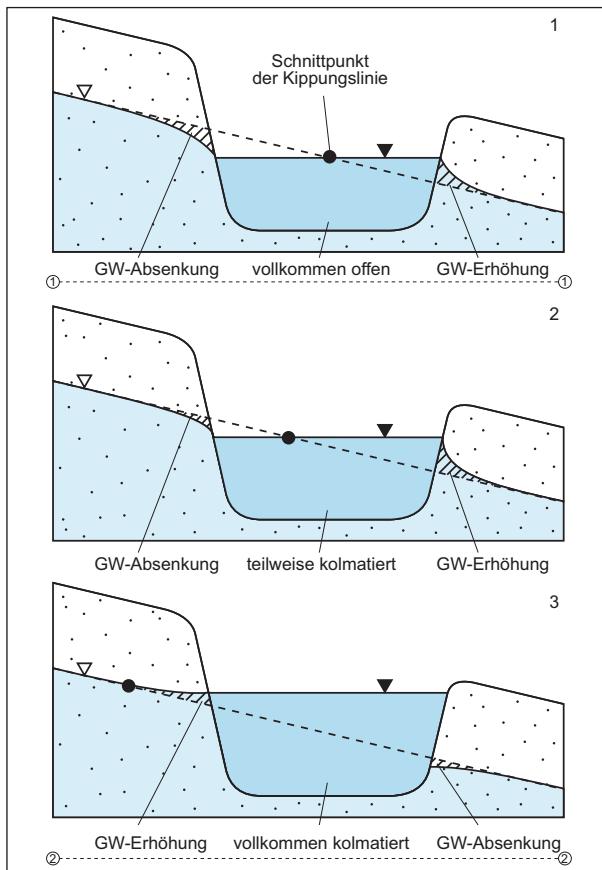 1
Schnittpunkt
der Kippungslinie
GW-Absenkung vollkommen offen GW-Erhöhung
① ①
2
GW-Absenkung teilweise kolmatiert GW-Erhöhung
3
GW-Erhöhung vollkommen kolmatiert GW-Absenkung
② ②